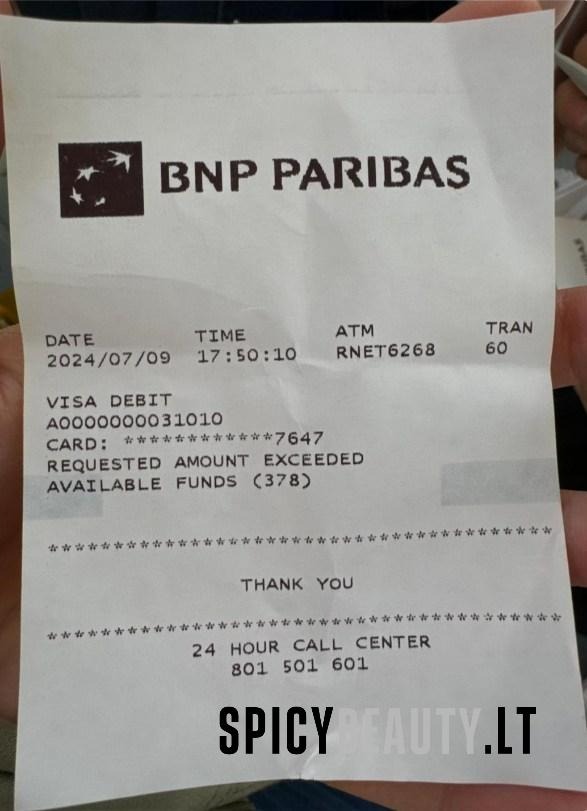 BNP PARIBAS
DATE TIME ATM TRAN
2024/07/09 17:50:10 RNET6268 60
VISA DEBIT
A0000000031010
CARD: ************7647
REQUESTED AMOUNT EXCEEDED
AVAILABLE FUNDS (378)
***************************************
THANK YOU
***************************************
24 HOUR CALL CENTER
801 501 601
SPICYBEAUTY.LT